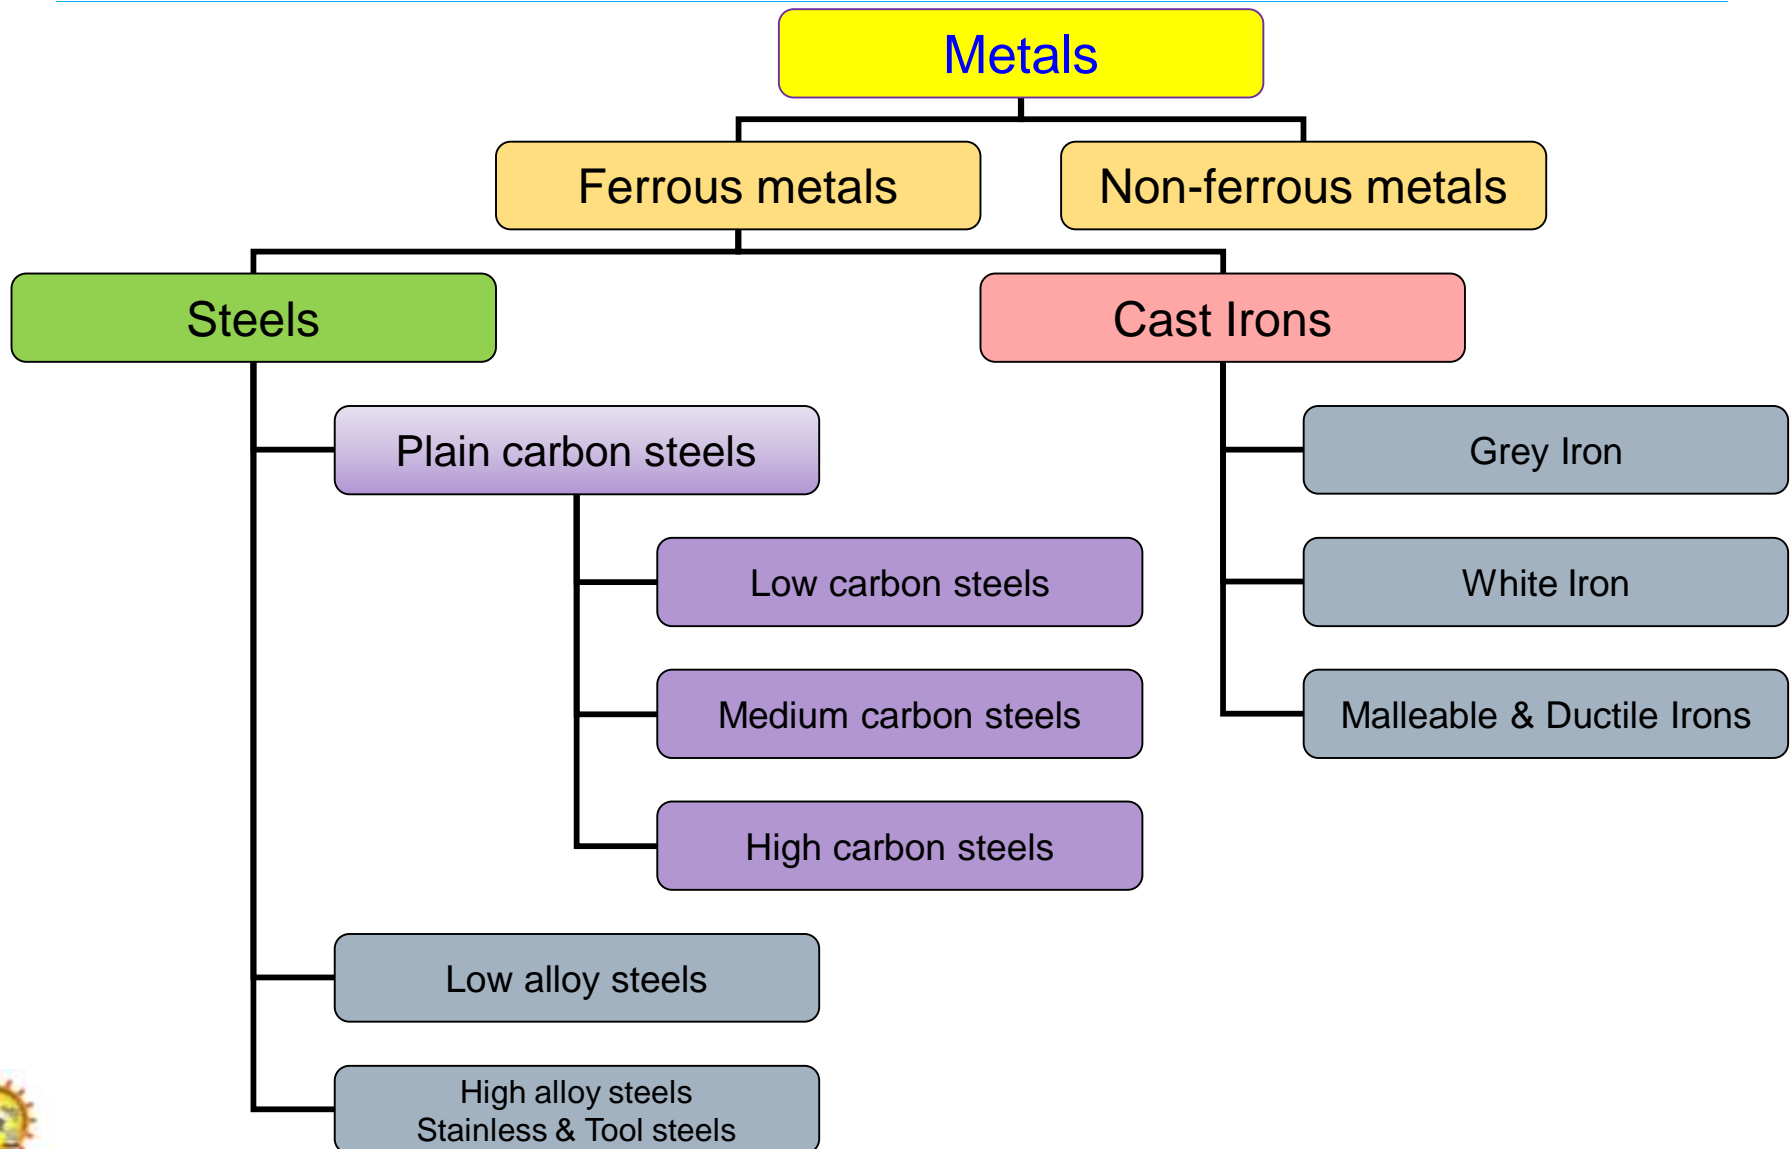 Metals
Ferrous metals
Non-ferrous metals
Steels
Cast Irons
Plain carbon steels
Grey Iron
Low carbon steels
White Iron
Medium carbon steels
Malleable & Ductile Irons
High carbon steels
Low alloy steels
High alloy steels
Stainless & Tool steels